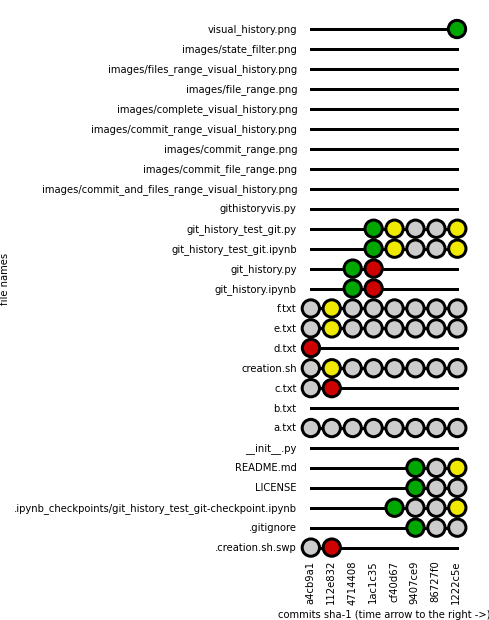 visual_history.png
images/state_filter.png
images/files_range_visual_history.png
images/file_range.png
images/complete_visual_history.png
images/commit_range_visual_history.png
images/commit_range.png
images/commit_file_range.png
images/commit_and_files_range_visual_history.png
githistoryvis.py
git_history_test_git.py
git_history_test_git.ipynb
git_history.py
git_history.ipynb
f.txt
e.txt
d.txt
creation.sh
c.txt
b.txt
a.txt
__init__.py
README.md
LICENSE
.ipynb_checkpoints/git_history_test_git-checkpoint.ipynb
.gitignore
.creation.sh.swp
file names
a4cb9a1
112e832
4714408
1ac1c35
cf40d67
9407ce9
86727f0
1222c5e
commits sha-1 (time arrow to the right ->)